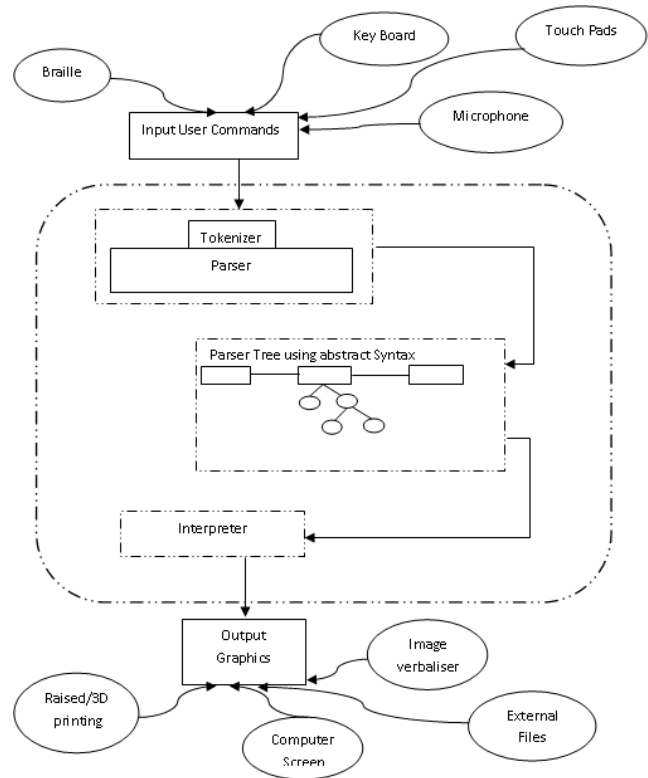 Key Board
Touch Pads
Braille
Microphone
Input User Commands
Tokenizer
Parser
Parser Tree using abstract Syntax
Interpreter
Output
Graphics
Image
verbaliser
Raised/3D
printing
External
Files
Computer
Screen